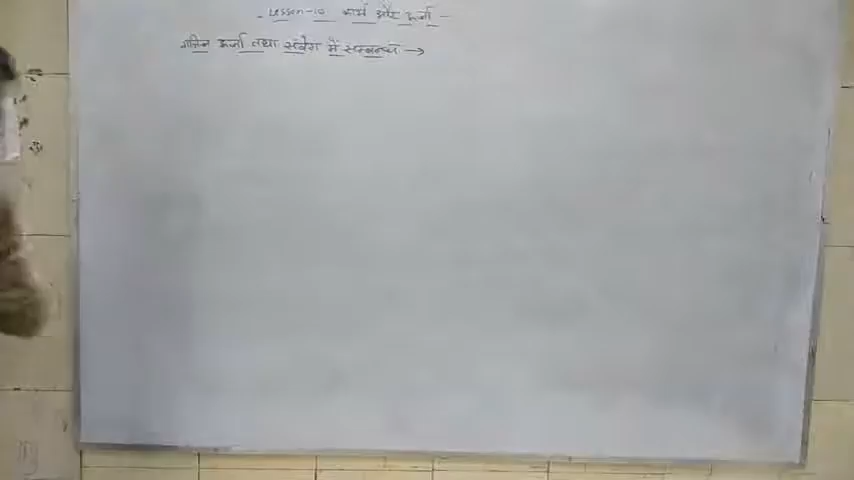 Lesson-10 कार्य और ऊर्जा
गतिज ऊर्जा तथा संवेग में सम्बन्ध →